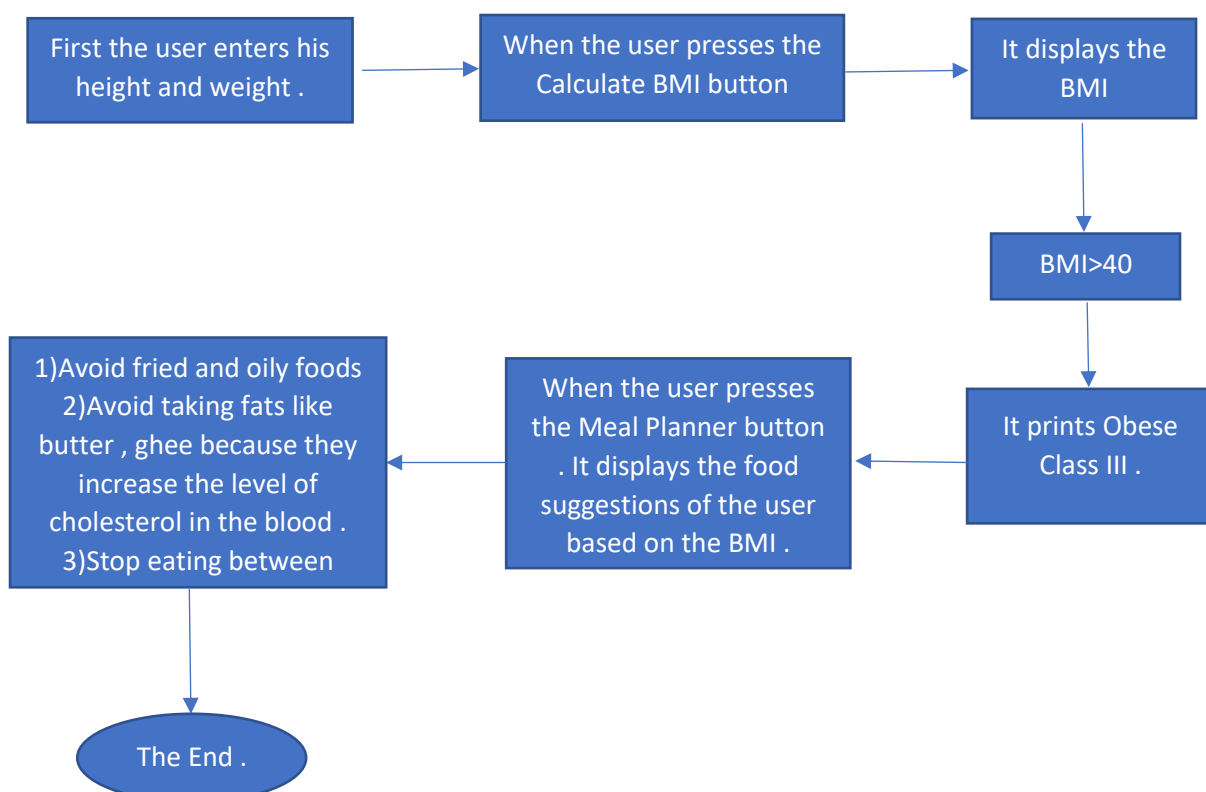 First the user enters his
height and weight .
When the user presses the
Calculate BMI button
It displays the
BMI
BMI>40
It prints Obese
Class III .
When the user presses
the Meal Planner button
. It displays the food
suggestions of the user
based on the BMI .
1)Avoid fried and oily foods
2)Avoid taking fats like
butter , ghee because they
increase the level of
cholesterol in the blood .
3)Stop eating between
The End .